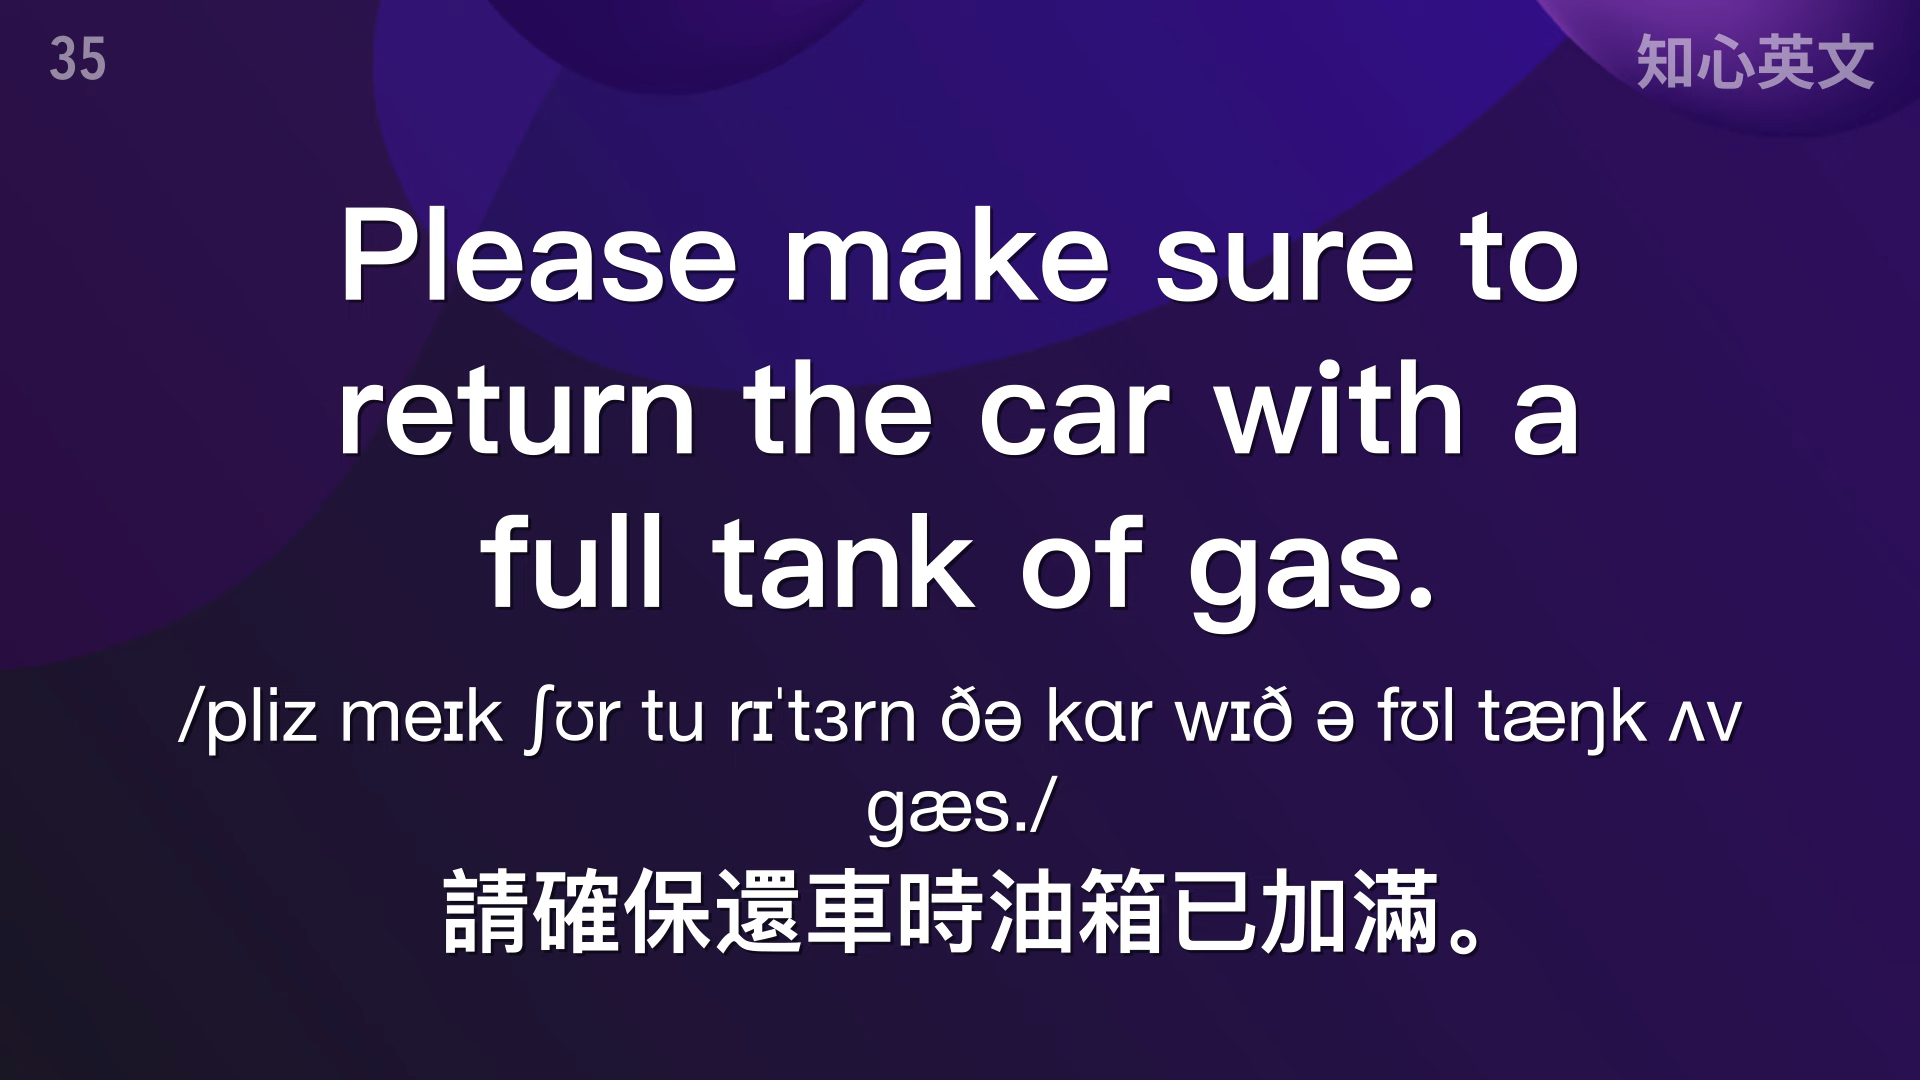 35
知心英文
Please make sure to
return the car with a
full tank of gas.
/pliz meɪk ʃʊr tu rɪˈtɜrn ðə kɑr wɪð ə fʊl tæŋk ʌv
gæs./
請確保還車時油箱已加滿。